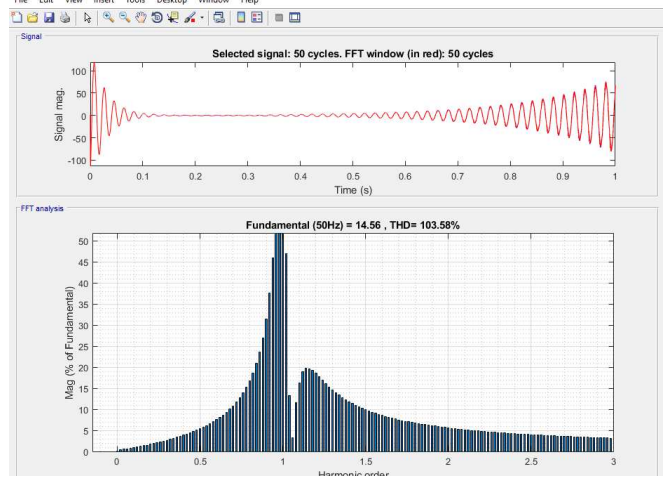 File Edit View Insert Tools Desktop Window Help
Signal
Selected signal: 50 cycles. FFT window (in red): 50 cycles
Signal mag.
100
50
0
-50
-100
0 0.1 0.2 0.3 0.4 0.5 0.6 0.7 0.8 0.9 1
Time (s)
FFT analysis
Fundamental (50Hz) = 14.56 , THD= 103.58%
Mag (% of Fundamental)
50
45
40
35
30
25
20
15
10
5
0
0 0.5 1 1.5 2 2.5 3
Harmonic order